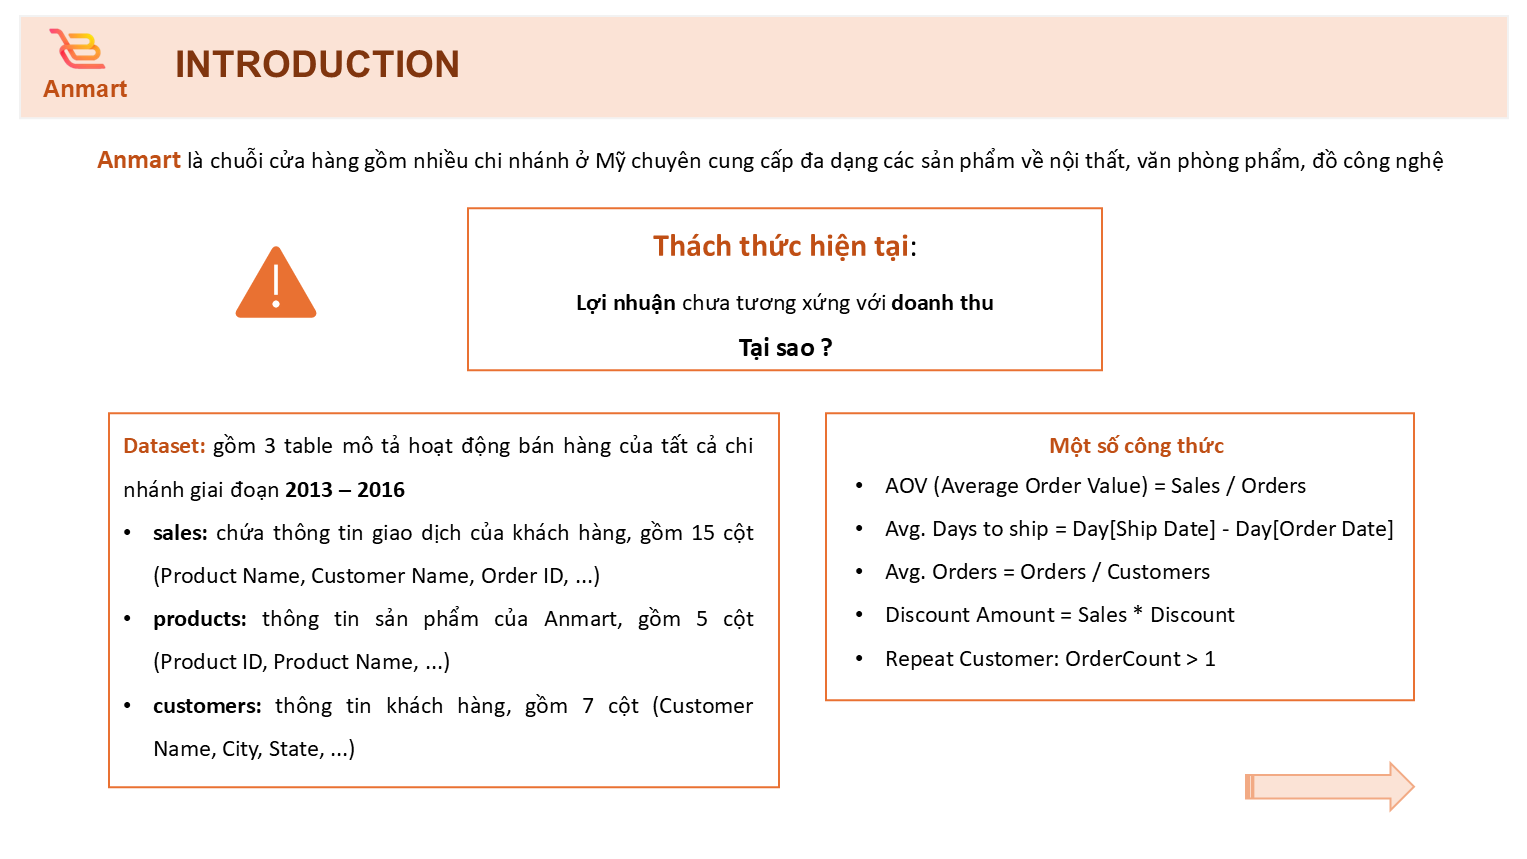 Anmart
INTRODUCTION
Anmart là chuỗi cửa hàng gồm nhiều chi nhánh ở Mỹ chuyên cung cấp đa dạng các sản phẩm về nội thất, văn phòng phẩm, đồ công nghệ
Thách thức hiện tại:
Lợi nhuận chưa tương xứng với doanh thu
Tại sao ?
Dataset: gồm 3 table mô tả hoạt động bán hàng của tất cả chi
nhánh giai đoạn 2013 – 2016
• sales: chứa thông tin giao dịch của khách hàng, gồm 15 cột
(Product Name, Customer Name, Order ID, ...)
• products: thông tin sản phẩm của Anmart, gồm 5 cột
(Product ID, Product Name, ...)
• customers: thông tin khách hàng, gồm 7 cột (Customer
Name, City, State, ...)
Một số công thức
• AOV (Average Order Value) = Sales / Orders
• Avg. Days to ship = Day[Ship Date] - Day[Order Date]
• Avg. Orders = Orders / Customers
• Discount Amount = Sales * Discount
• Repeat Customer: OrderCount > 1